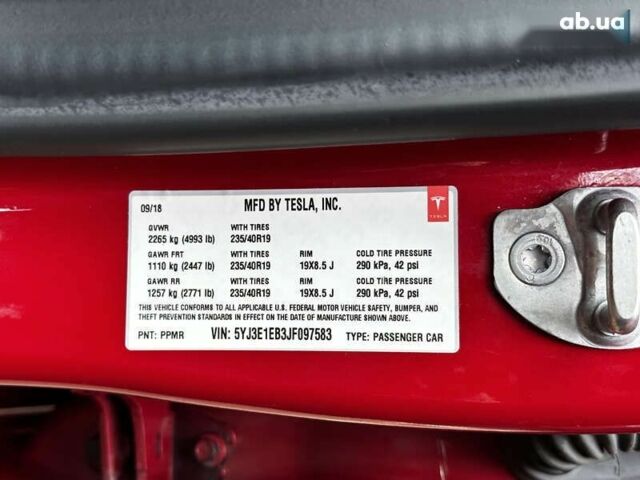 ab.ua
09/18 MFD BY TESLA, INC.
TESLA
GVWR WITH TIRES
2265 kg (4993 lb) 235/40R19
GAWR FRT WITH TIRES RIM COLD TIRE PRESSURE
1110 kg (2447 lb) 235/40R19 19X8.5 J 290 kPa, 42 psi
GAWR RR WITH TIRES RIM COLD TIRE PRESSURE
1257 kg (2771 lb) 235/40R19 19X8.5 J 290 kPa, 42 psi
THIS VEHICLE CONFORMS TO ALL APPLICABLE U.S. FEDERAL MOTOR VEHICLE SAFETY, BUMPER, AND
THEFT PREVENTION STANDARDS IN EFFECT ON THE DATE OF MANUFACTURE SHOWN ABOVE.
PNT: PPMR VIN: 5YJ3E1EB3JF097583 TYPE: PASSENGER CAR